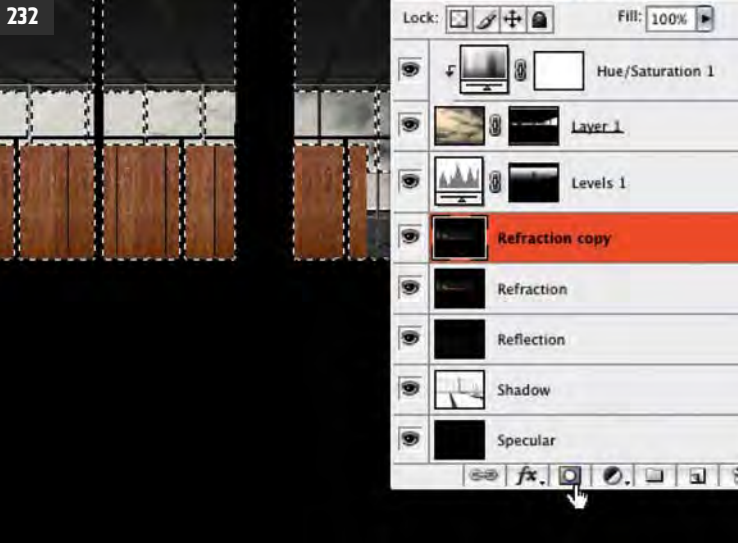 232
Lock: Fill: 100%
Hue/Saturation 1
Layer 1
Levels 1
Refraction copy
Refraction
Reflection
Shadow
Specular
fx.